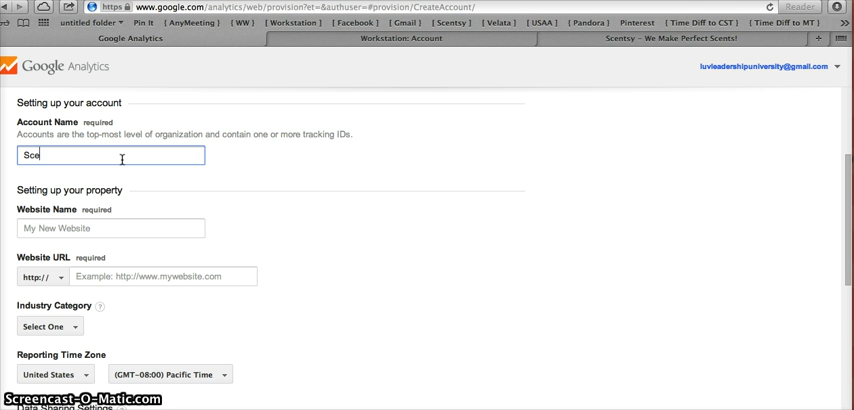 https www.google.com/analytics/web/provision?et=&authuser=#provision/CreateAccount/ Reader
untitled folder Pin It [ AnyMeeting ] [ WW ] [ Workstation ] [ Facebook ] [ Gmail ] [ Scentsy ] [ Velata ] [ USAA ] [ Pandora ] Pinterest [ Time Diff to CST ] [ Time Diff to MT ] >>
Google Analytics Workstation: Account Scentsy - We Make Perfect Scents! +
Google Analytics luvleadershipuniversity@gmail.com
Setting up your account
Account Name required
Accounts are the top-most level of organization and contain one or more tracking IDs.
Sce
Setting up your property
Website Name required
My New Website
Website URL required
http:// Example: http://www.mywebsite.com
Industry Category ?
Select One
Reporting Time Zone
United States (GMT-08:00) Pacific Time
Screencast-O-Matic.com
Data Sharing Settings